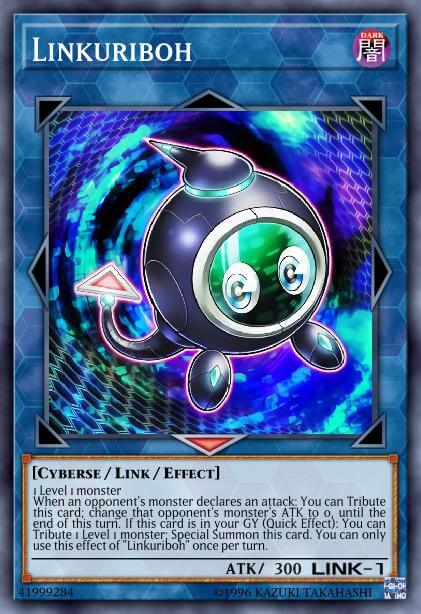 LINKURIBOH
DARK
闇
[CYBERSE / LINK / EFFECT]
1 Level 1 monster
When an opponent's monster declares an attack: You can Tribute
this card; change that opponent's monster's ATK to 0, until the
end of this turn. If this card is in your GY (Quick Effect): You can
Tribute 1 Level 1 monster; Special Summon this card. You can only
use this effect of "Linkuriboh" once per turn.
ATK/ 300 LINK-1
41999284 ©1996 KAZUKI TAKAHASHI